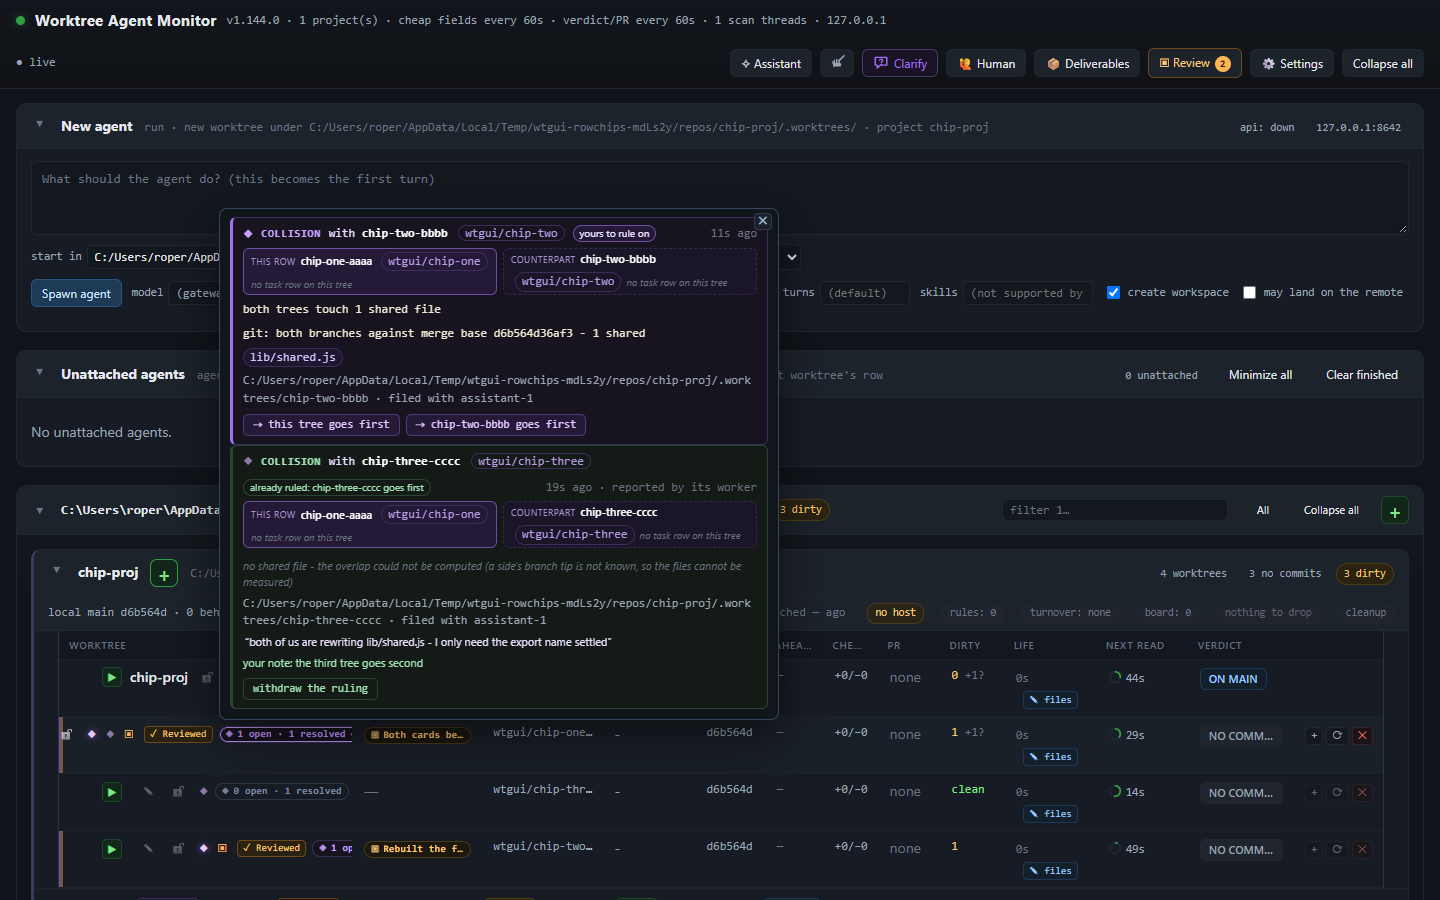 Worktree Agent Monitor v1.144.0 · 1 project(s) · cheap fields every 60s · verdict/PR every 60s · 1 scan threads · 127.0.0.1
live
Assistant
Clarify
Human
Deliverables
Review 2
Settings
Collapse all
New agent run · new worktree under C:/Users/roper/AppData/Local/Temp/wtgui-rowchips-mdLs2y/repos/chip-proj/.worktrees/ · project chip-proj
api: down
127.0.0.1:8642
What should the agent do? (this becomes the first turn)
start in C:/Users/roper/AppD
Spawn agent model (gatewa
turns (default) skills (not supported by create workspace may land on the remote
COLLISION with chip-two-bbbb wtgui/chip-two yours to rule on 11s ago
THIS ROW chip-one-aaaa wtgui/chip-one
no task row on this tree
COUNTERPART chip-two-bbbb
wtgui/chip-two no task row on this tree
both trees touch 1 shared file
git: both branches against merge base d6b564d36af3 - 1 shared
lib/shared.js
C:/Users/roper/AppData/Local/Temp/wtgui-rowchips-mdLs2y/repos/chip-proj/.work
trees/chip-two-bbbb · filed with assistant-1
→ this tree goes first → chip-two-bbbb goes first
COLLISION with chip-three-cccc wtgui/chip-three
already ruled: chip-three-cccc goes first 19s ago · reported by its worker
THIS ROW chip-one-aaaa wtgui/chip-one
no task row on this tree
COUNTERPART chip-three-cccc
wtgui/chip-three no task row on this tree
no shared file - the overlap could not be computed (a side's branch tip is not known, so the files cannot be
measured)
C:/Users/roper/AppData/Local/Temp/wtgui-rowchips-mdLs2y/repos/chip-proj/.work
trees/chip-three-cccc · filed with assistant-1
“both of us are rewriting lib/shared.js - I only need the export name settled”
your note: the third tree goes second
withdraw the ruling
Unattached agents age
t worktree's row
0 unattached
Minimize all
Clear finished
No unattached agents.
C:\Users\roper\AppData
3 dirty
filter 1…
All
Collapse all
+
chip-proj + C:/Us
4 worktrees
3 no commits
3 dirty
local main d6b564d · 0 beh
ched — ago
no host
rules: 0
turnover: none
board: 0
nothing to drop
cleanup
WORKTREE AHEA… CHE… PR DIRTY LIFE NEXT READ VERDICT
chip-proj – +0/-0 none 0 +1? 0s 44s ON MAIN
files
✓ Reviewed 1 open · 1 resolved · Both cards be… wtgui/chip-one… – d6b564d — +0/-0 none 1 +1? 0s 29s NO COMM… +
files
0 open · 1 resolved — wtgui/chip-thr… – d6b564d — +0/-0 none clean 0s 14s NO COMM… +
files
✓ Reviewed 1 op Rebuilt the f… wtgui/chip-two… – d6b564d — +0/-0 none 1 0s 49s NO COMM… +
files